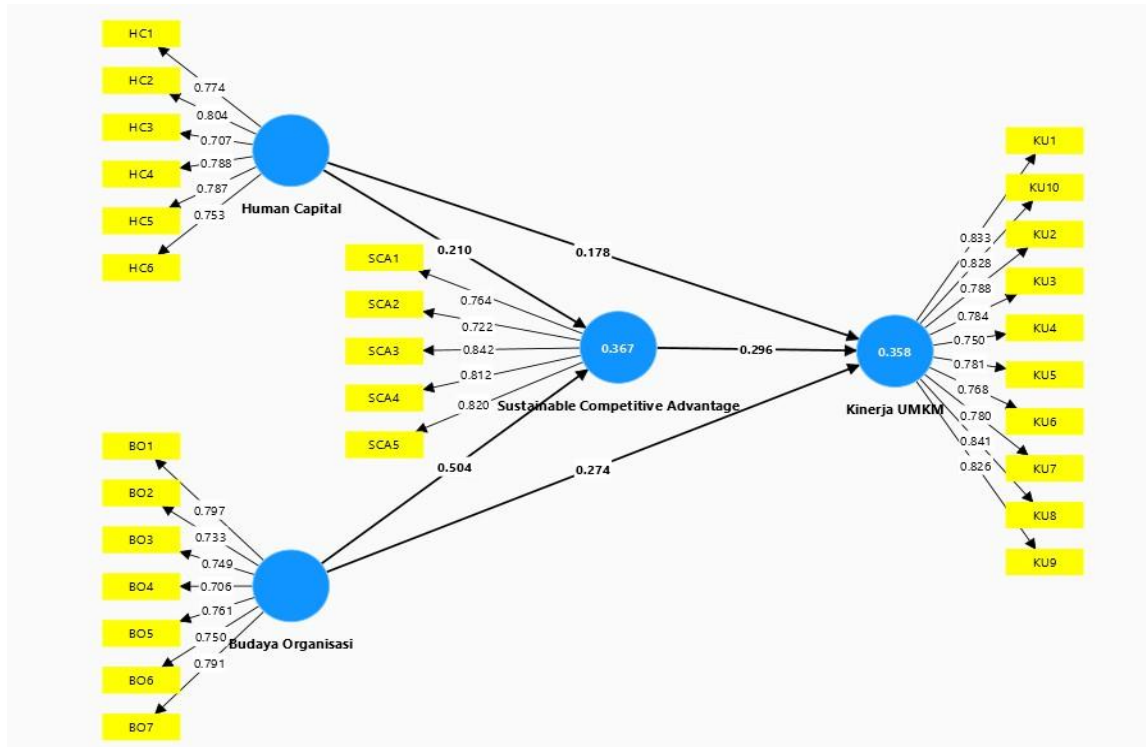 HC1
HC2
HC3
HC4
HC5
HC6
0.774
0.804
0.707
0.788
0.787
0.753
Human Capital
0.210
0.178
SCA1
SCA2
SCA3
SCA4
SCA5
0.764
0.722
0.842
0.812
0.820
0.367
Sustainable Competitive Advantage
0.296
0.504
0.274
BO1
BO2
BO3
BO4
BO5
BO6
BO7
0.797
0.733
0.749
0.706
0.761
0.750
0.791
Budaya Organisasi
0.358
Kinerja UMKM
0.833
0.828
0.788
0.784
0.750
0.781
0.768
0.780
0.841
0.826
KU1
KU10
KU2
KU3
KU4
KU5
KU6
KU7
KU8
KU9